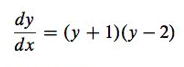 dy/dx = (y + 1)(y − 2)